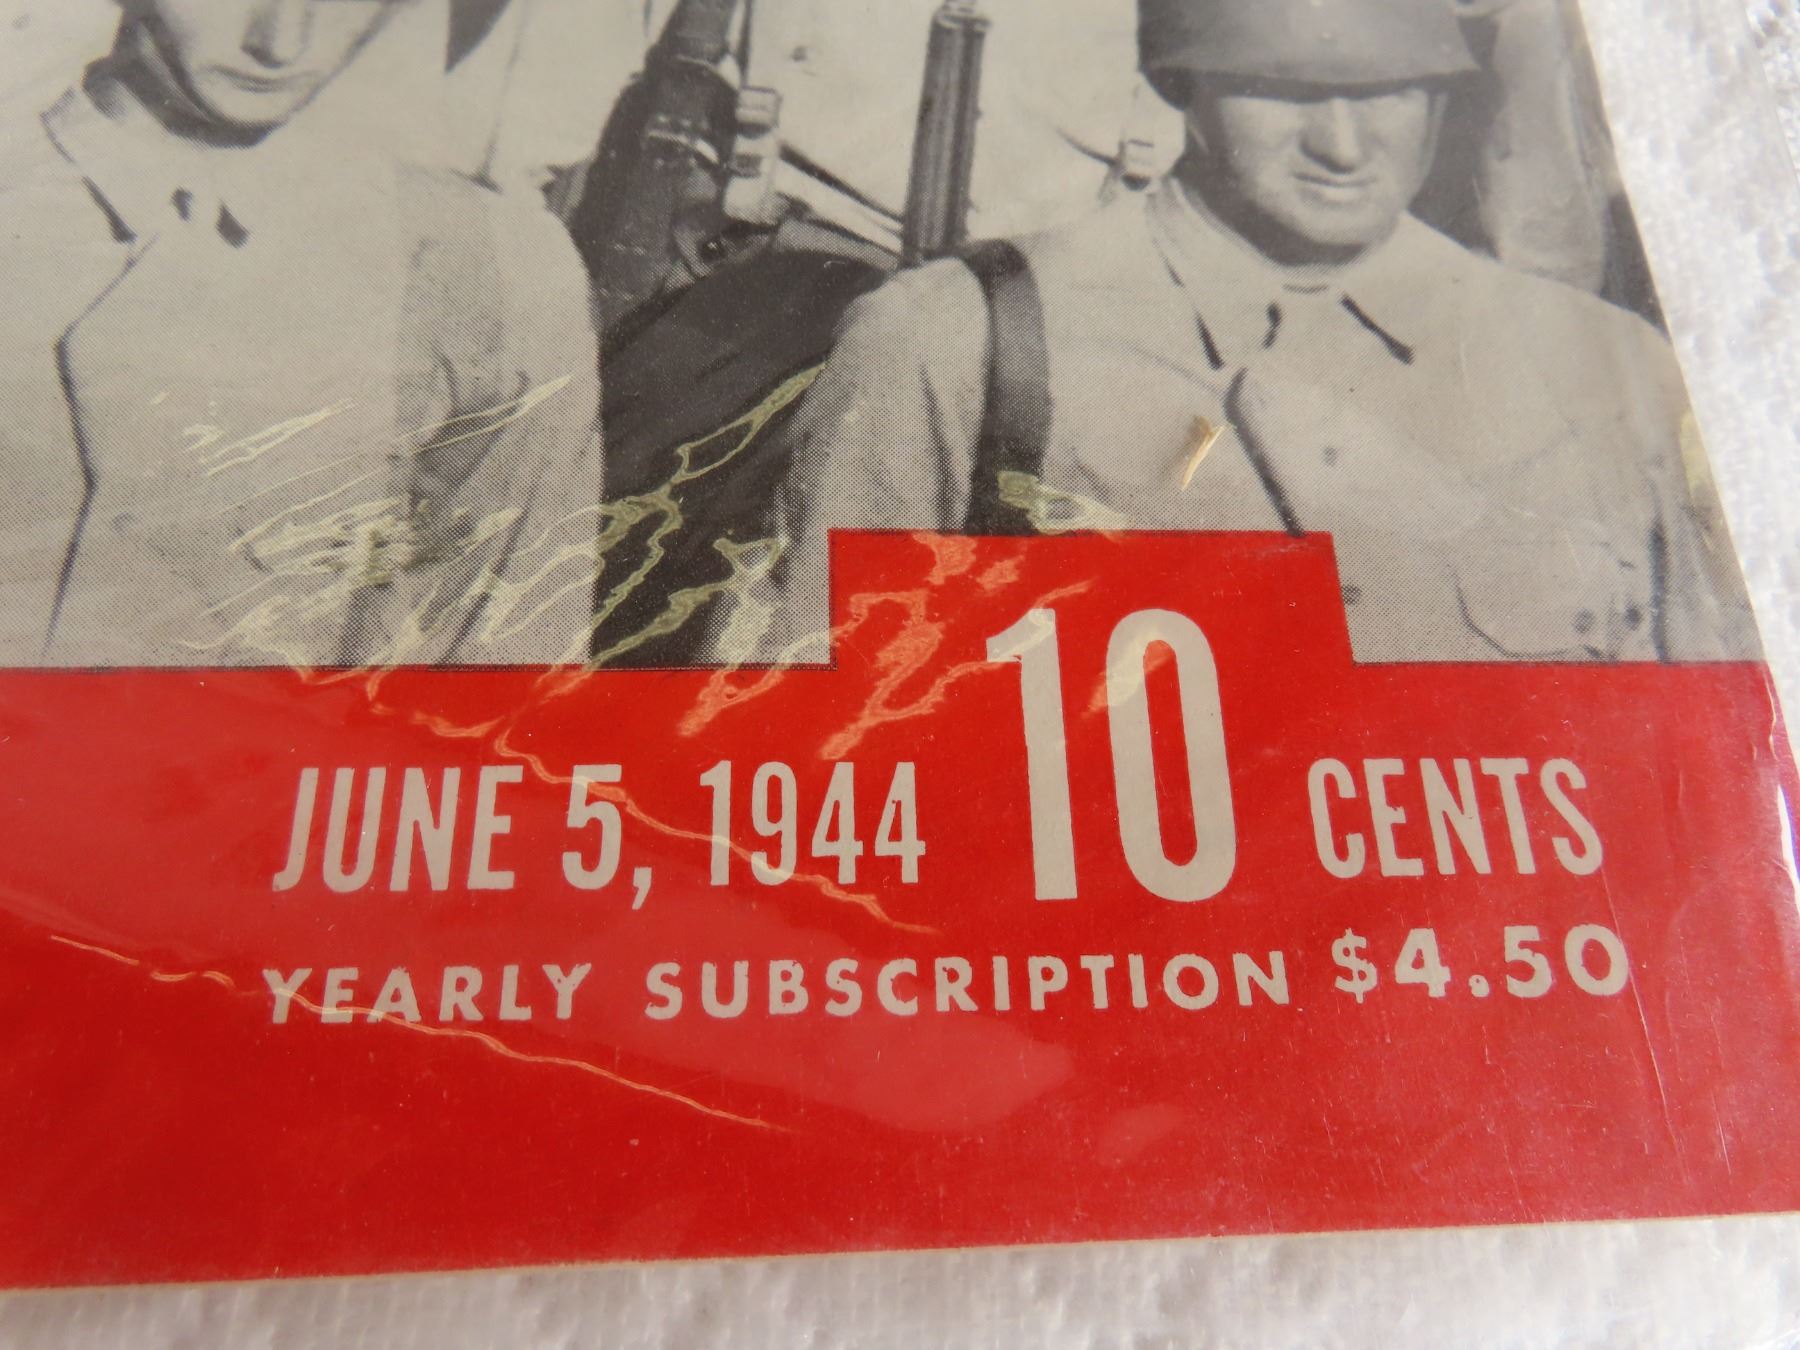 JUNE 5, 1944 10 CENTS
YEARLY SUBSCRIPTION $4.50